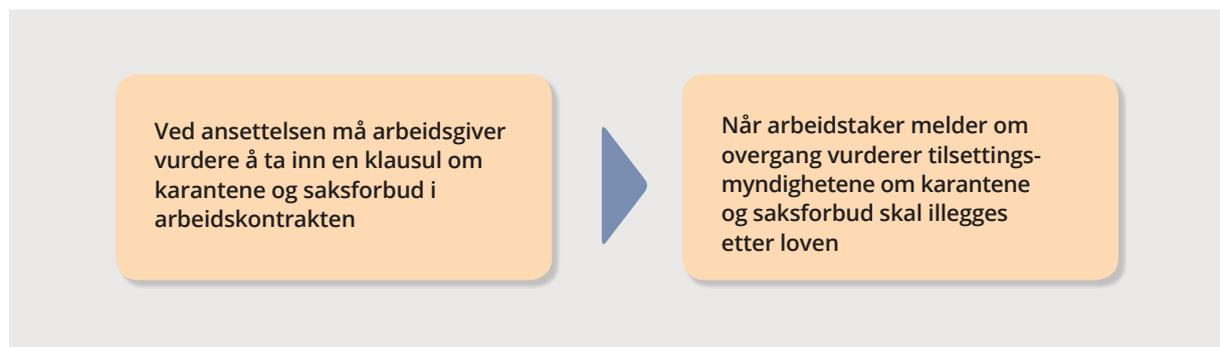 Ved ansettelsen må arbeidsgiver
vurdere å ta inn en klausul om
karantene og saksforbud i
arbeidskontrakten
Når arbeidstaker melder om
overgang vurderer tilsettings-
myndighetene om karantene
og saksforbud skal illegges
etter loven